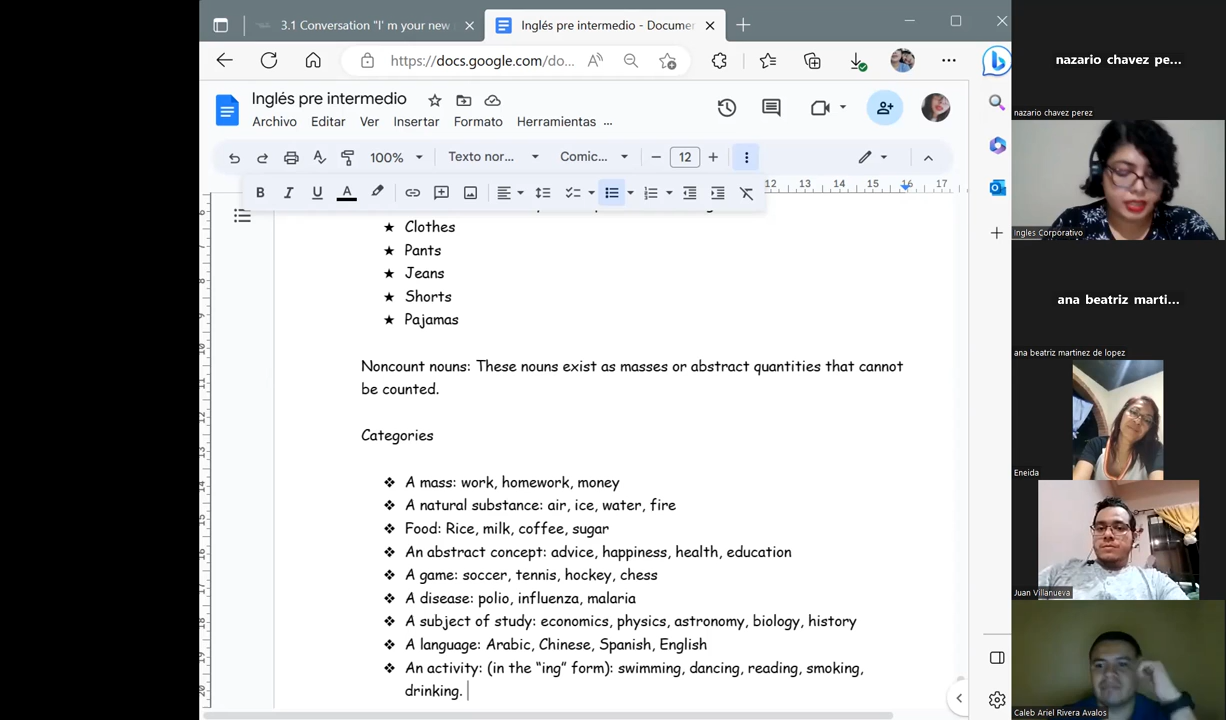 3.1 Conversation "I' m your new
Inglés pre intermedio - Documen
https://docs.google.com/do...
Inglés pre intermedio
Archivo Editar Ver Insertar Formato Herramientas ...
100% Texto nor... Comic... 12
12 13 14 15 16 17
★ Clothes
★ Pants
★ Jeans
★ Shorts
★ Pajamas
Noncount nouns: These nouns exist as masses or abstract quantities that cannot
be counted.
Categories
❖ A mass: work, homework, money
❖ A natural substance: air, ice, water, fire
❖ Food: Rice, milk, coffee, sugar
❖ An abstract concept: advice, happiness, health, education
❖ A game: soccer, tennis, hockey, chess
❖ A disease: polio, influenza, malaria
❖ A subject of study: economics, physics, astronomy, biology, history
❖ A language: Arabic, Chinese, Spanish, English
❖ An activity: (in the “ing” form): swimming, dancing, reading, smoking,
drinking.
nazario chavez pe...
nazario chavez perez
Ingles Corporativo
ana beatriz marti...
ana beatriz martinez de lopez
Eneida
Juan Villanueva
Caleb Ariel Rivera Avalos